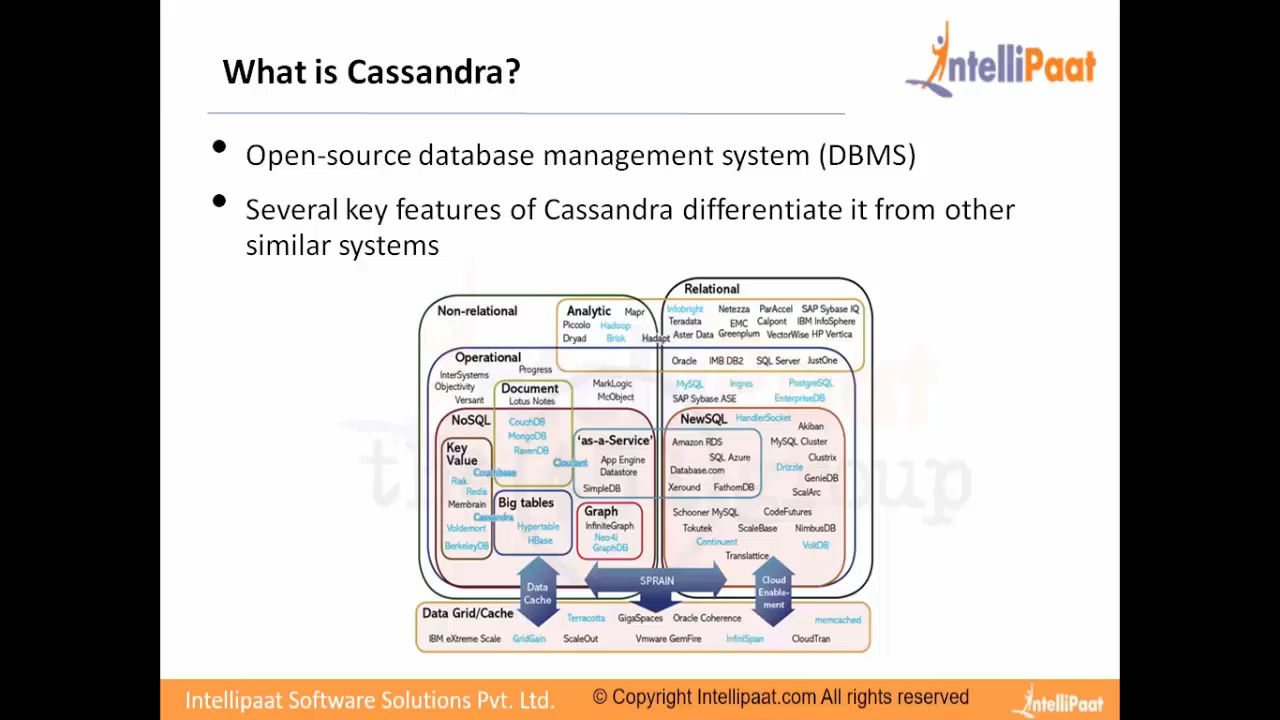 What is Cassandra?
IntelliPaat
• Open-source database management system (DBMS)
• Several key features of Cassandra differentiate it from other
similar systems
Relational
Non-relational
Analytic Mapr
Piccolo Hadoop
Dryad Brisk Hadapt
Infobright Netezza ParAccel SAP Sybase IQ
Teradata EMC Calpont IBM InfoSphere
Aster Data Greenplum VectorWise HP Vertica
Operational
Progress
InterSystems
Objectivity
Versant
Document
Lotus Notes
MarkLogic
McObject
Oracle IMB DB2 SQL Server JustOne
MySQL Ingres PostgreSQL
SAP Sybase ASE EnterpriseDB
NoSQL
CouchDB
MongoDB
RavenDB
Cloudant
Couchbase
Key
Value
Riak
Redis
Membrain
Cassandra
Voldemort
BerkeleyDB
Big tables
Hypertable
HBase
'as-a-Service'
App Engine
Datastore
SimpleDB
Graph
InfiniteGraph
Neo4j
GraphDB
NewSQL HandlerSocket
Akiban
Amazon RDS MySQL Cluster
SQL Azure Clustrix
Database.com Drizzle
GenieDB
Xeround FathomDB ScalArc
Schooner MySQL CodeFutures
Tokutek ScaleBase NimbusDB
Continuent VoltDB
Translattice
Data
Cache
SPRAIN
Cloud
Enable-
ment
Data Grid/Cache Terracotta GigaSpaces Oracle Coherence memcached
IBM eXtreme Scale GridGain ScaleOut Vmware GemFire InfiniSpan CloudTran
Intellipaat Software Solutions Pvt. Ltd. © Copyright Intellipaat.com All rights reserved
IntelliPaat